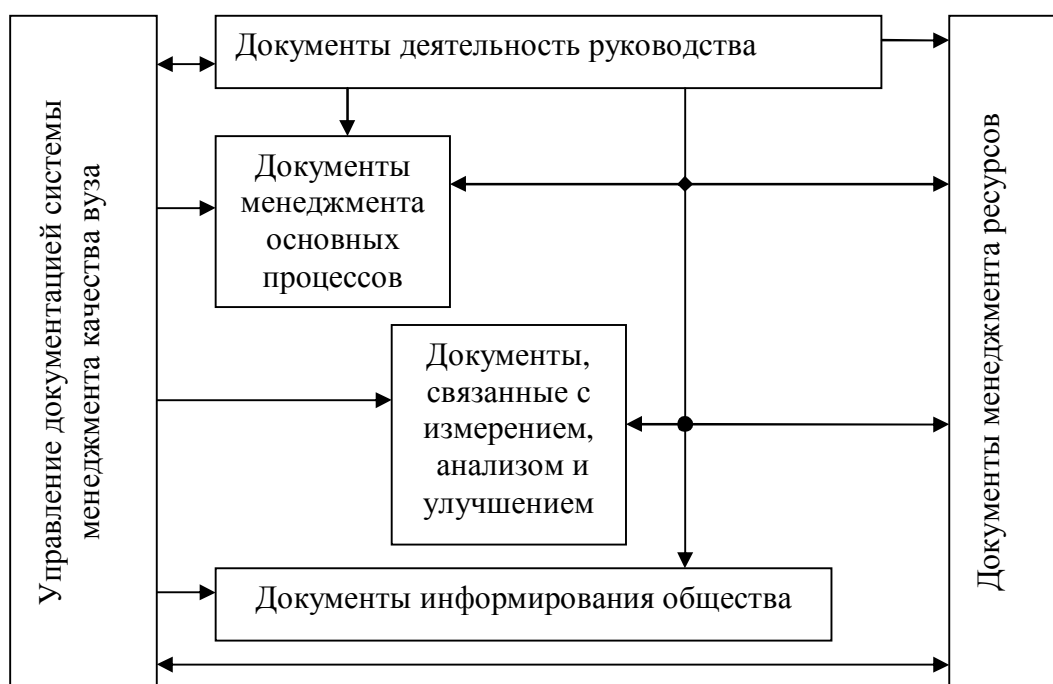 Управление документацией системы
менеджмента качества вуза
Документы деятельность руководства
Документы
менеджмента
основных
процессов
Документы,
связанные с
измерением,
анализом и
улучшением
Документы информирования общества
Документы менеджмента ресурсов